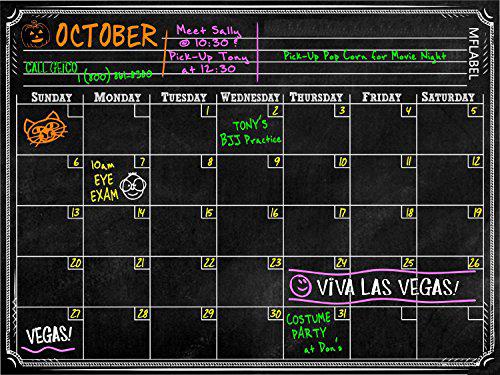 OCTOBER
Meet Sally
@ 10:30 ?
Pick-Up Tony
at 12:30
Pick-Up Pop Corn for Movie Night
CALL GEICO
1 (800)
MELABEL
SUNDAY MONDAY TUESDAY WEDNESDAY THURSDAY FRIDAY SATURDAY
1 2 3 4 5
TONY's
BJJ Practice
6 7 8 9 10 11 12
10am
EYE
EXAM
13 14 15 16 17 18 19
20 21 22 23 24 25 26
VIVA LAS VEGAS!
27 28 29 30 31
VEGAS!
COSTUME
PARTY
at Don's